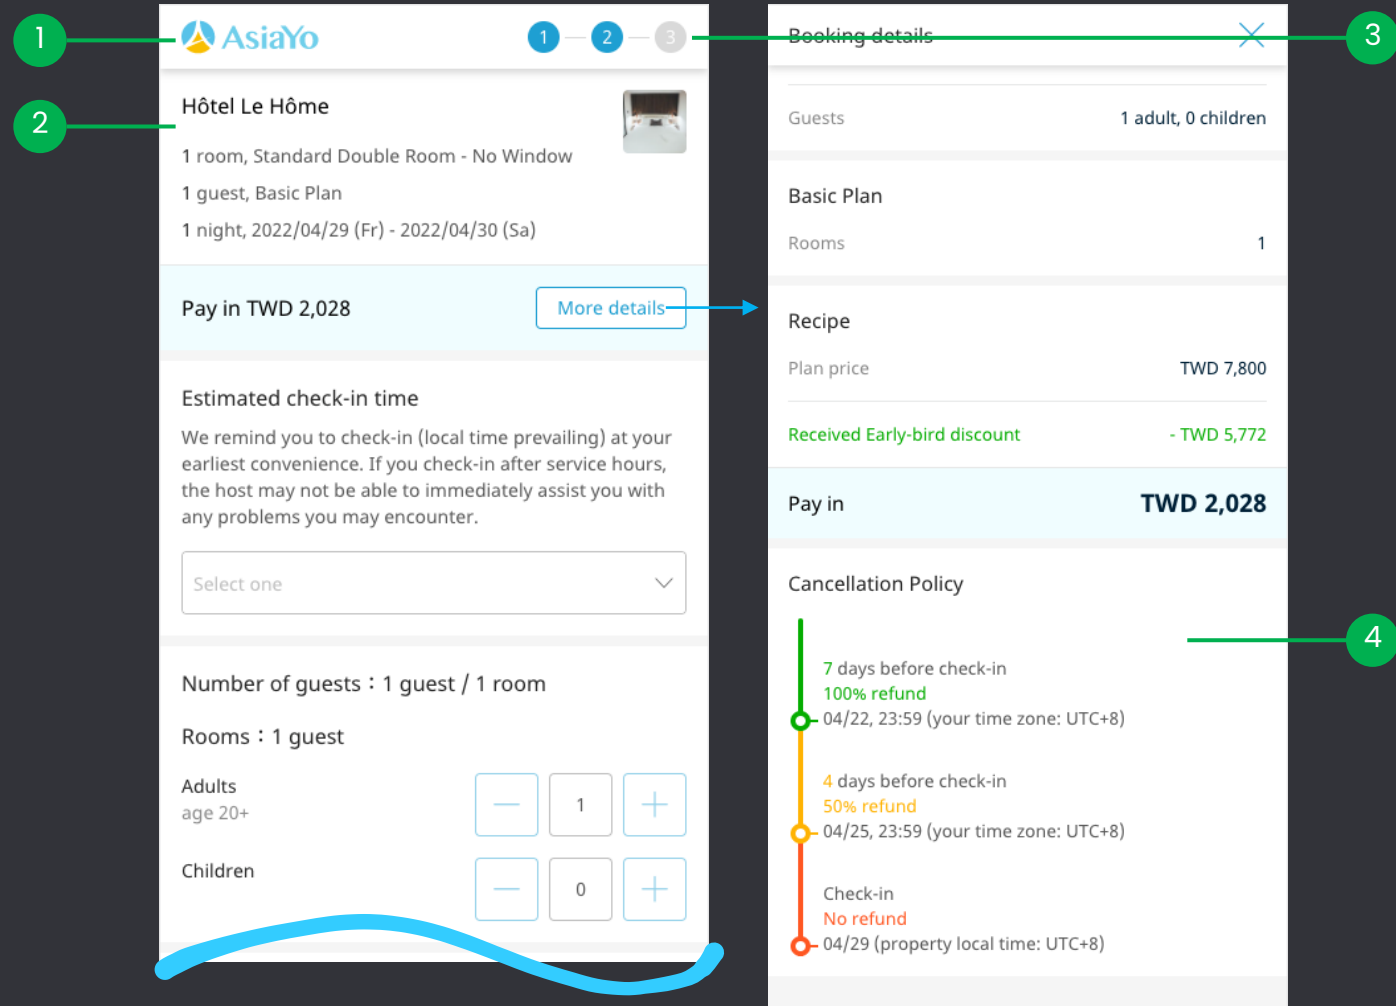 1
AsiaYo
1
2
3
2
Hôtel Le Hôme
1 room, Standard Double Room - No Window
1 guest, Basic Plan
1 night, 2022/04/29 (Fr) - 2022/04/30 (Sa)
Pay in TWD 2,028
More details
Estimated check-in time
We remind you to check-in (local time prevailing) at your
earliest convenience. If you check-in after service hours,
the host may not be able to immediately assist you with
any problems you may encounter.
Select one
Number of guests：1 guest / 1 room
Rooms：1 guest
Adults
age 20+
1
Children
0
Booking details
3
Guests
1 adult, 0 children
Basic Plan
Rooms
1
Recipe
Plan price
TWD 7,800
Received Early-bird discount
- TWD 5,772
Pay in
TWD 2,028
Cancellation Policy
4
7 days before check-in
100% refund
04/22, 23:59 (your time zone: UTC+8)
4 days before check-in
50% refund
04/25, 23:59 (your time zone: UTC+8)
Check-in
No refund
04/29 (property local time: UTC+8)